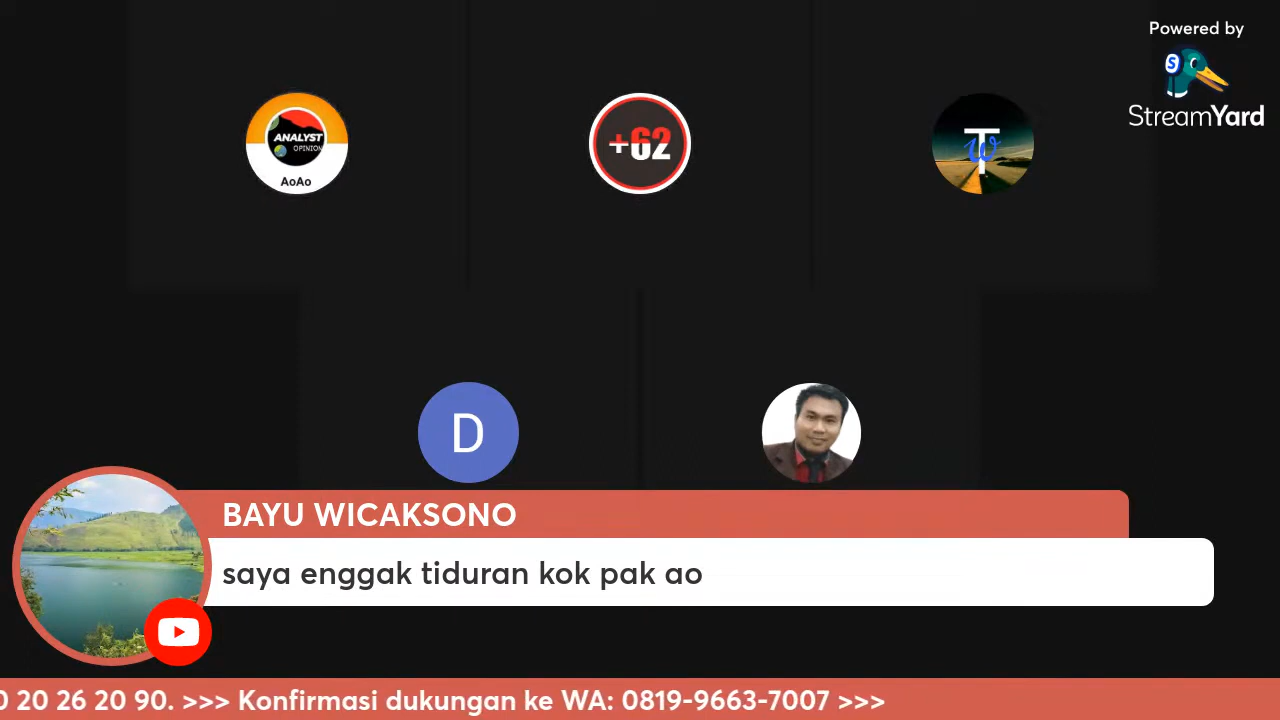 Powered by
StreamYard
S
ANALYST
OPINION
AoAo
+62
T
w
D
BAYU WICAKSONO
saya enggak tiduran kok pak ao
0 20 26 20 90. >>> Konfirmasi dukungan ke WA: 0819-9663-7007 >>>